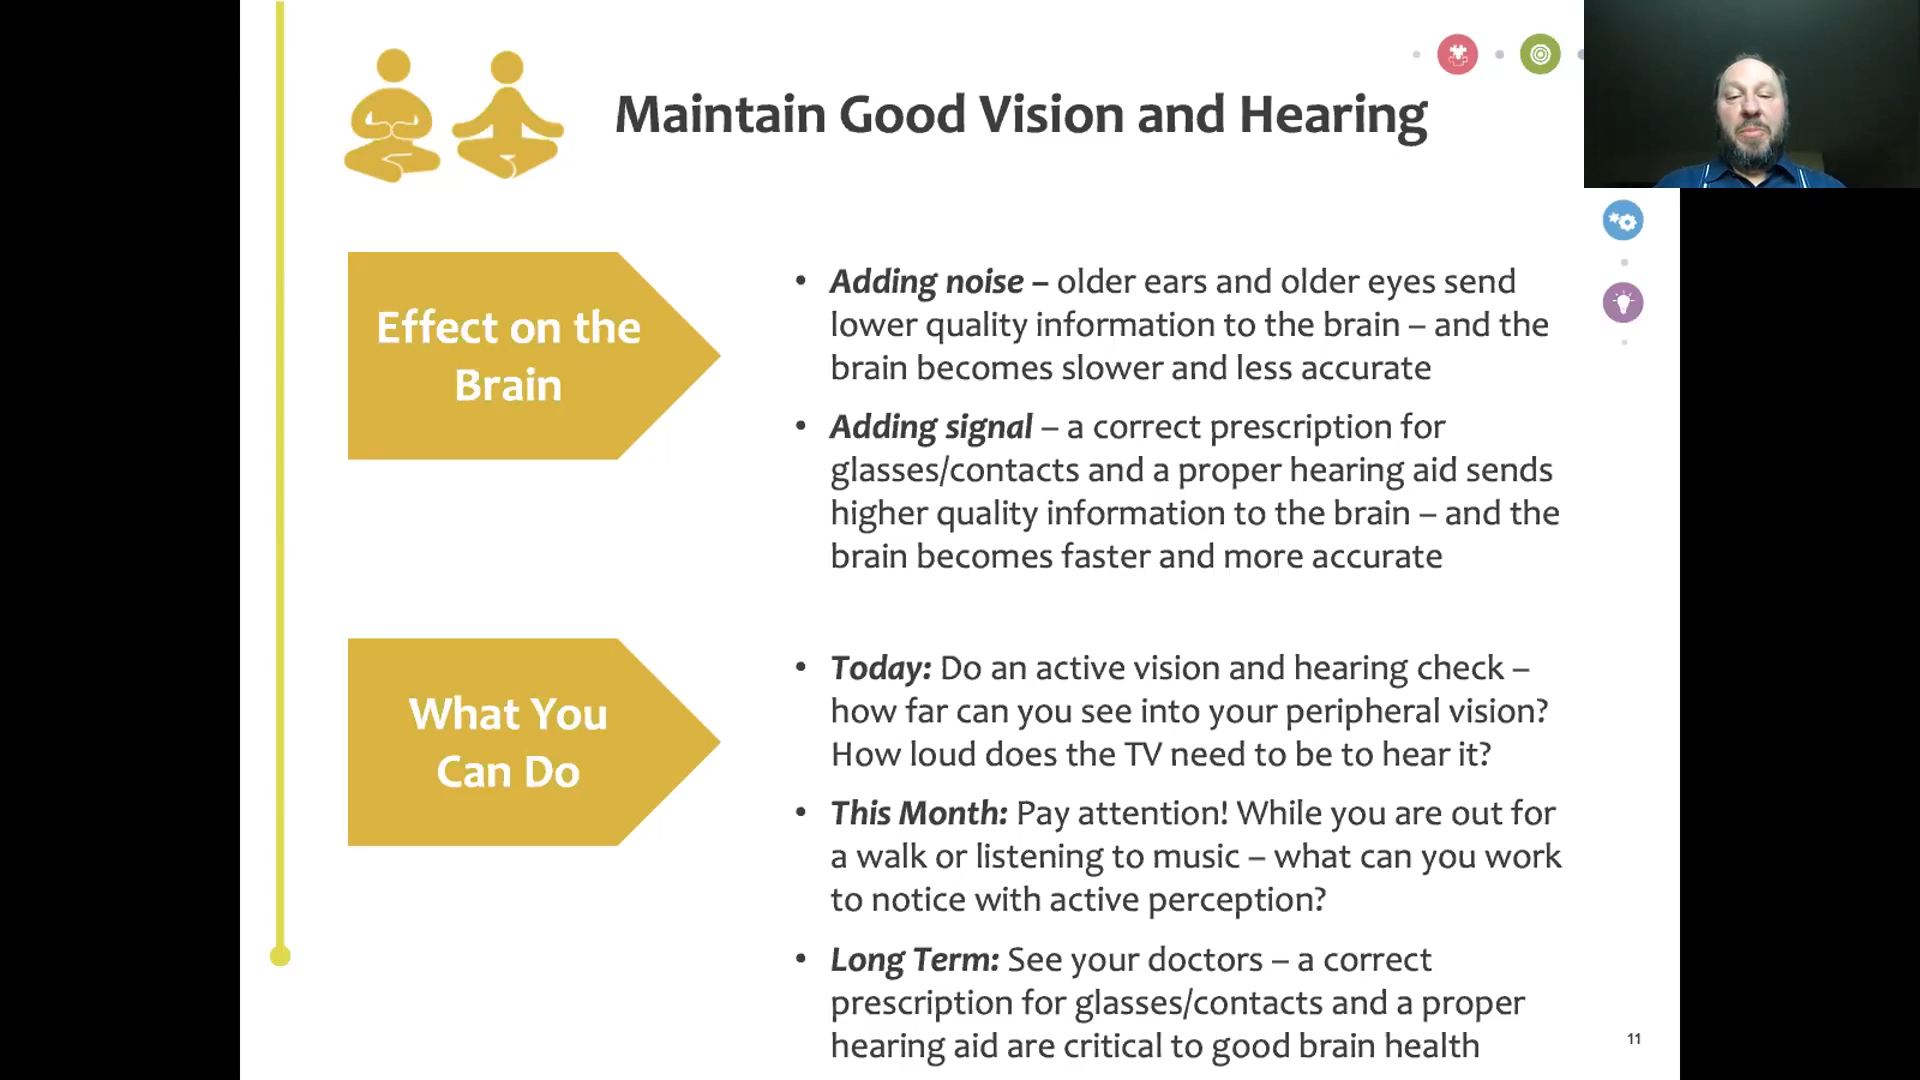 Maintain Good Vision and Hearing
Effect on the
Brain
• Adding noise – older ears and older eyes send
lower quality information to the brain – and the
brain becomes slower and less accurate
• Adding signal – a correct prescription for
glasses/contacts and a proper hearing aid sends
higher quality information to the brain – and the
brain becomes faster and more accurate
What You
Can Do
• Today: Do an active vision and hearing check –
how far can you see into your peripheral vision?
How loud does the TV need to be to hear it?
• This Month: Pay attention! While you are out for
a walk or listening to music – what can you work
to notice with active perception?
• Long Term: See your doctors – a correct
prescription for glasses/contacts and a proper
hearing aid are critical to good brain health
11